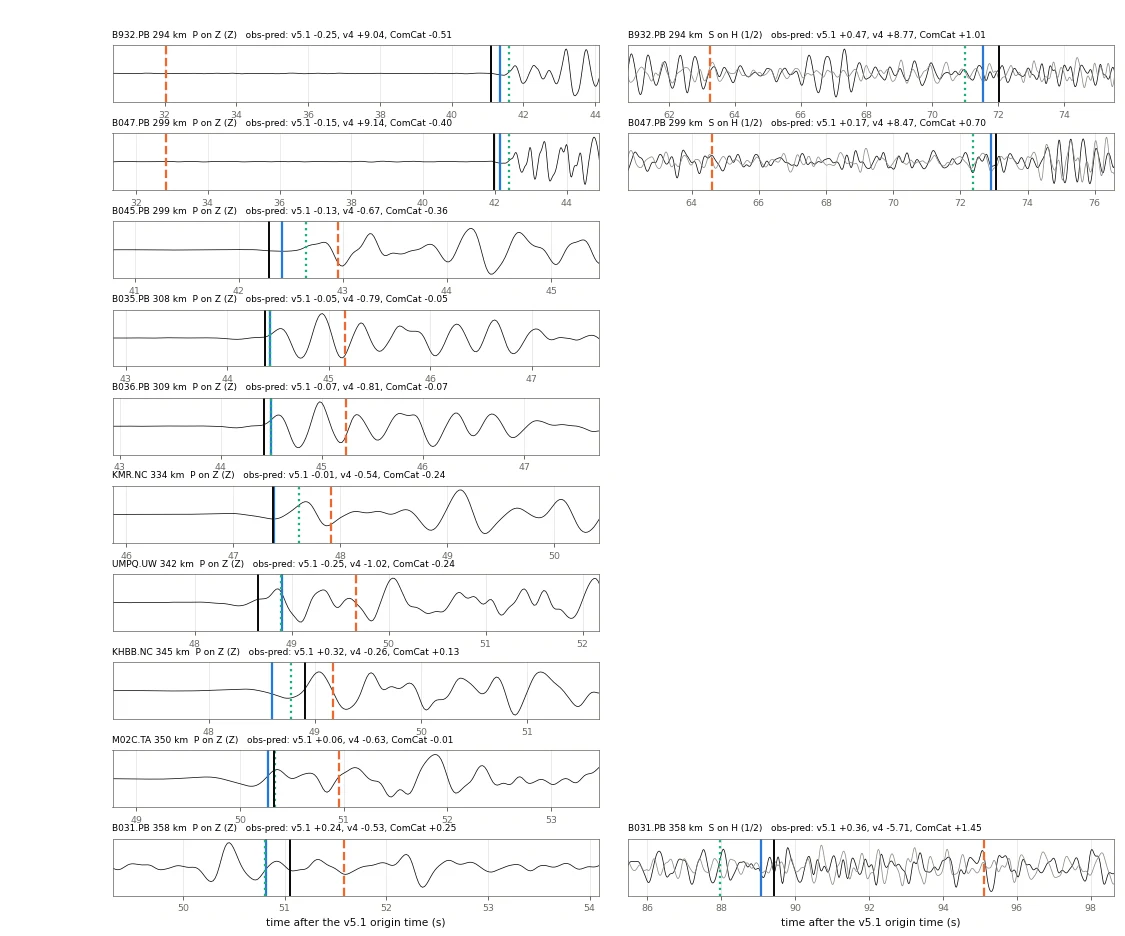 B932.PB 294 km  P on Z (Z)   obs-pred: v5.1 -0.25, v4 +9.04, ComCat -0.51
32 34 36 38 40 42 44
B932.PB 294 km  S on H (1/2)   obs-pred: v5.1 +0.47, v4 +8.77, ComCat +1.01
62 64 66 68 70 72 74
B047.PB 299 km  P on Z (Z)   obs-pred: v5.1 -0.15, v4 +9.14, ComCat -0.40
32 34 36 38 40 42 44
B047.PB 299 km  S on H (1/2)   obs-pred: v5.1 +0.17, v4 +8.47, ComCat +0.70
64 66 68 70 72 74 76
B045.PB 299 km  P on Z (Z)   obs-pred: v5.1 -0.13, v4 -0.67, ComCat -0.36
41 42 43 44 45
B035.PB 308 km  P on Z (Z)   obs-pred: v5.1 -0.05, v4 -0.79, ComCat -0.05
43 44 45 46 47
B036.PB 309 km  P on Z (Z)   obs-pred: v5.1 -0.07, v4 -0.81, ComCat -0.07
43 44 45 46 47
KMR.NC 334 km  P on Z (Z)   obs-pred: v5.1 -0.01, v4 -0.54, ComCat -0.24
46 47 48 49 50
UMPQ.UW 342 km  P on Z (Z)   obs-pred: v5.1 -0.25, v4 -1.02, ComCat -0.24
48 49 50 51 52
KHBB.NC 345 km  P on Z (Z)   obs-pred: v5.1 +0.32, v4 -0.26, ComCat +0.13
48 49 50 51
M02C.TA 350 km  P on Z (Z)   obs-pred: v5.1 +0.06, v4 -0.63, ComCat -0.01
49 50 51 52 53
B031.PB 358 km  P on Z (Z)   obs-pred: v5.1 +0.24, v4 -0.53, ComCat +0.25
50 51 52 53 54
time after the v5.1 origin time (s)
B031.PB 358 km  S on H (1/2)   obs-pred: v5.1 +0.36, v4 -5.71, ComCat +1.45
86 88 90 92 94 96 98
time after the v5.1 origin time (s)